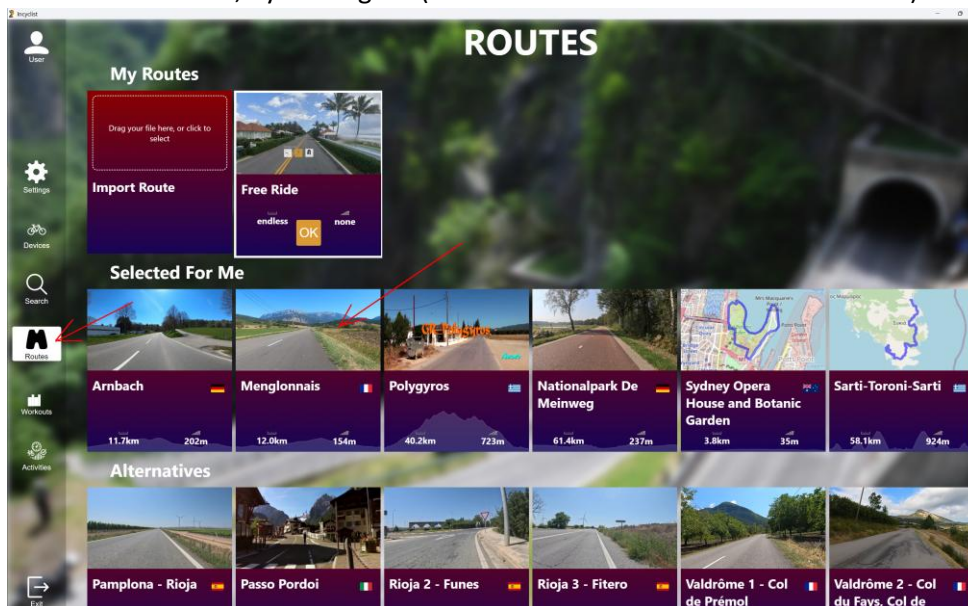 Incyclist
ROUTES
User
My Routes
Drag your file here, or click to
select
Import Route
Free Ride
endless
none
OK
Settings
Devices
Search
Routes
Workouts
Activities
Exit
Selected For Me
Arnbach
11.7km
202m
Menglonnais
12.0km
154m
Polygyros
40.2km
723m
Nationalpark De
Meinweg
61.4km
237m
Sydney Opera
House and Botanic
Garden
3.8km
35m
Sarti-Toroni-Sarti
58.1km
924m
Alternatives
Pamplona - Rioja
Passo Pordoi
Rioja 2 - Funes
Rioja 3 - Fitero
Valdrôme 1 - Col
de Prémol
Valdrôme 2 - Col
du Fays, Col de